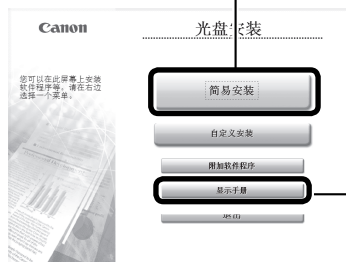 Canon
光盘安装
您可以在此屏幕上安装
软件程序等。请在右边
选择一个菜单。
简易安装
自定义安装
附加软件程序
显示手册
退出